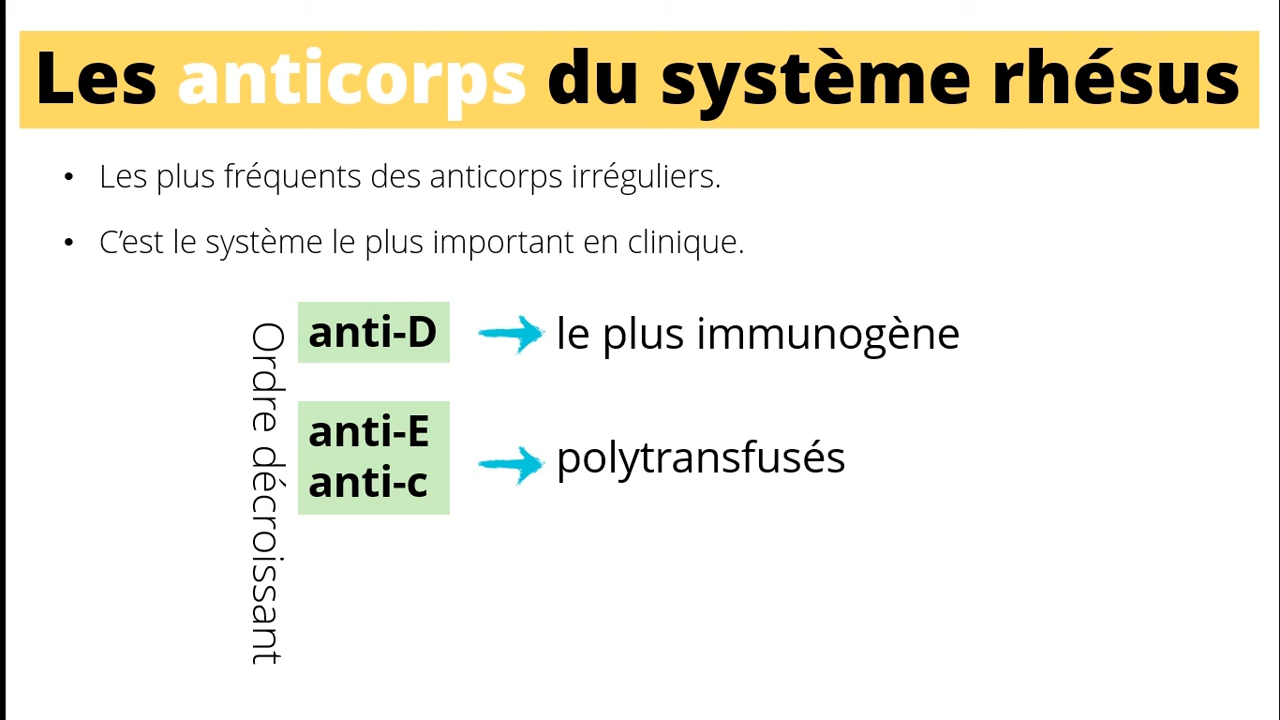 Les anticorps du système rhésus
• Les plus fréquents des anticorps irréguliers.
• C’est le système le plus important en clinique.
Ordre décroissant
anti-D
le plus immunogène
anti-E
anti-c
polytransfusés